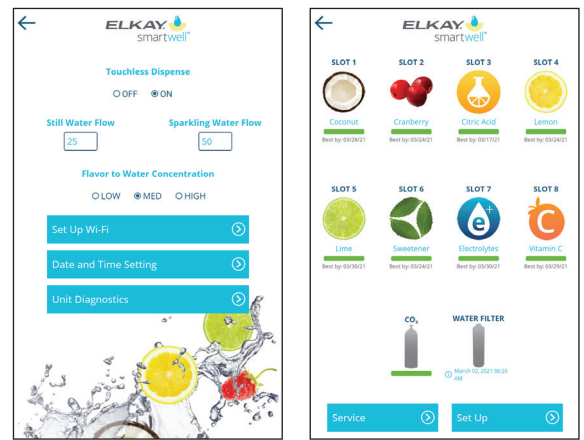 ELKAY
smartwell™
Touchless Dispense
OFF ON
Still Water Flow Sparkling Water Flow
25 50
Flavor to Water Concentration
LOW MED HIGH
Set Up Wi-Fi
Date and Time Setting
Unit Diagnostics
ELKAY
smartwell™
SLOT 1 SLOT 2 SLOT 3 SLOT 4
Coconut Cranberry Citric Acid Lemon
Best by: 03/28/21 Best by: 03/24/21 Best by: 03/17/21 Best by: 03/24/21
SLOT 5 SLOT 6 SLOT 7 SLOT 8
e+ C
Lime Sweetener Electrolytes Vitamin C
Best by: 03/30/21 Best by: 03/24/21 Best by: 03/30/21 Best by: 03/29/21
CO₂ WATER FILTER
March 02, 2021 06:26
AM
Service Set Up